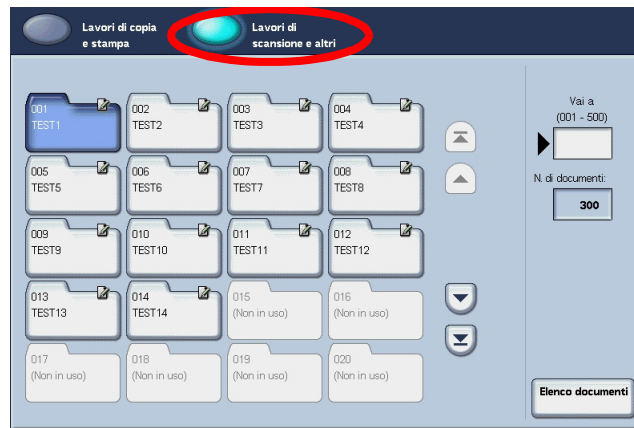 Lavori di copia
e stampa
Lavori di
scansione e altri
001
TEST1
002
TEST2
003
TEST3
004
TEST4
005
TEST5
006
TEST6
007
TEST7
008
TEST8
009
TEST9
010
TEST10
011
TEST11
012
TEST12
013
TEST13
014
TEST14
015
(Non in uso)
016
(Non in uso)
017
(Non in uso)
018
(Non in uso)
019
(Non in uso)
020
(Non in uso)
Vai a
(001 - 500)
N. di documenti:
300
Elenco documenti